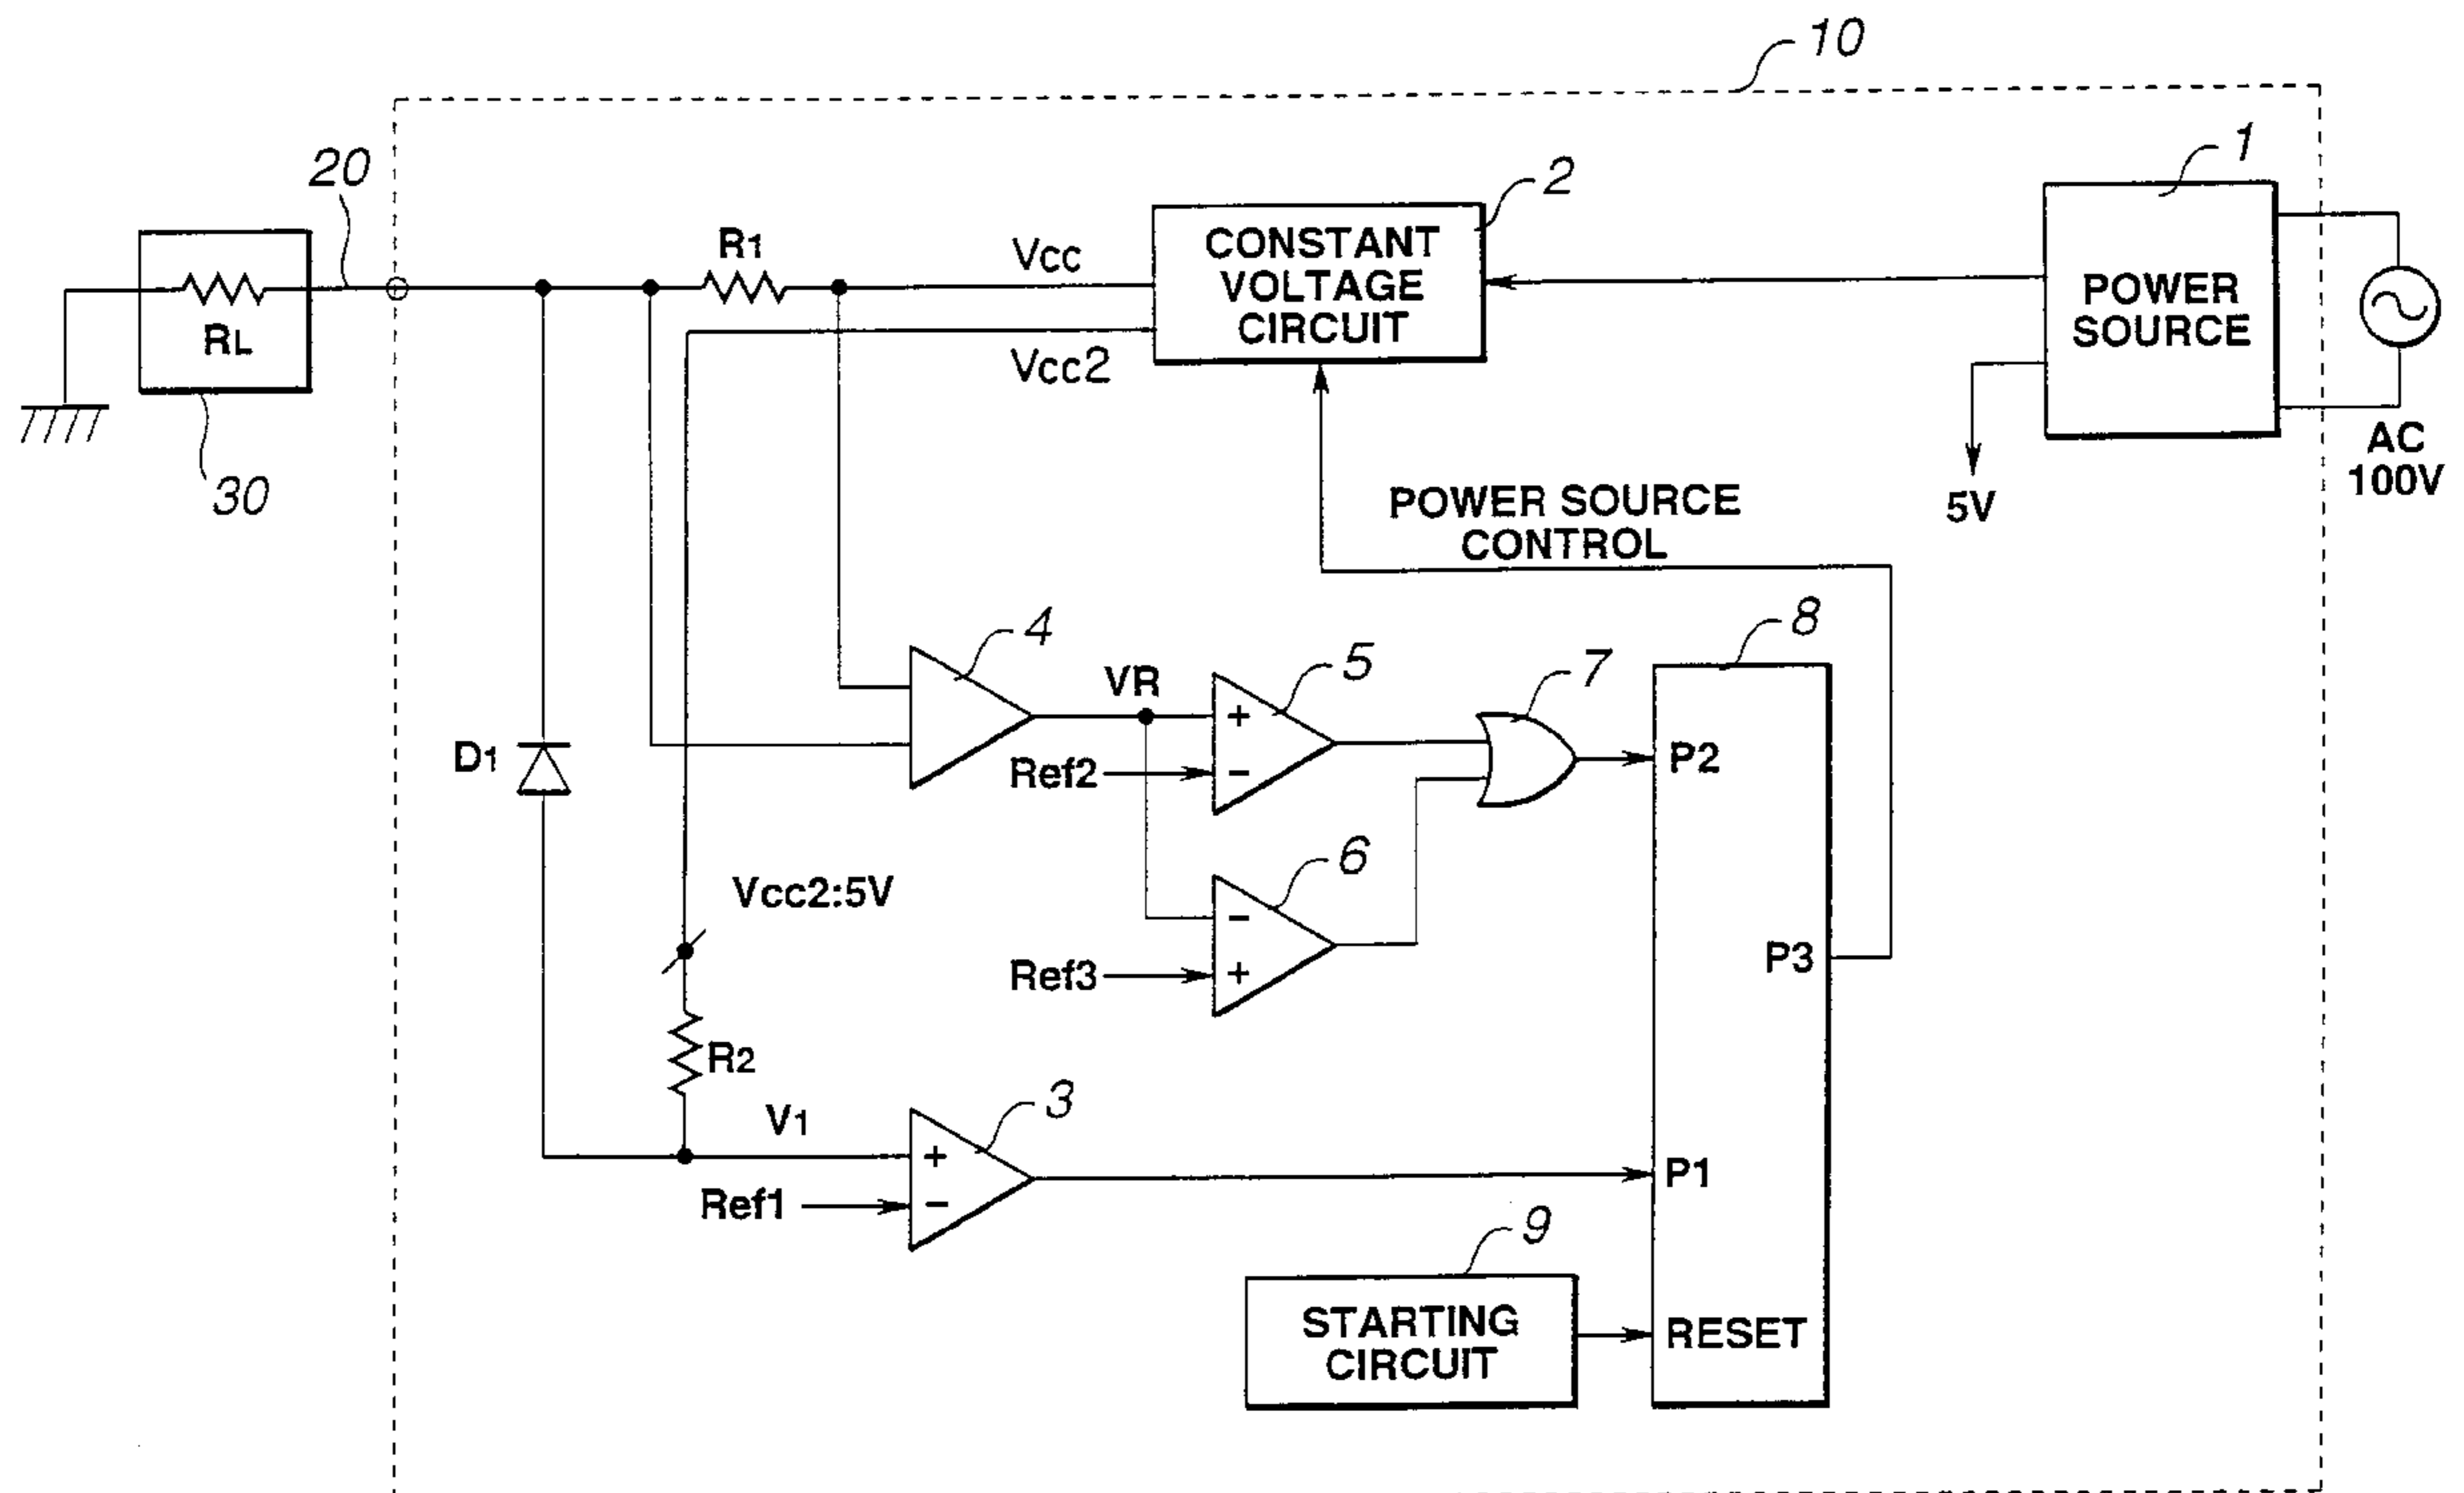 10
20
1
2
R1
Vcc
CONSTANT
VOLTAGE
CIRCUIT
POWER
SOURCE
RL
Vcc2
30
AC
100V
5V
POWER SOURCE
CONTROL
4
5
7
8
VR
D1
Ref2
P2
6
Vcc2:5V
Ref3
P3
R2
V1
3
P1
Ref1
9
STARTING
CIRCUIT
RESET
+
−
−
+
+
−